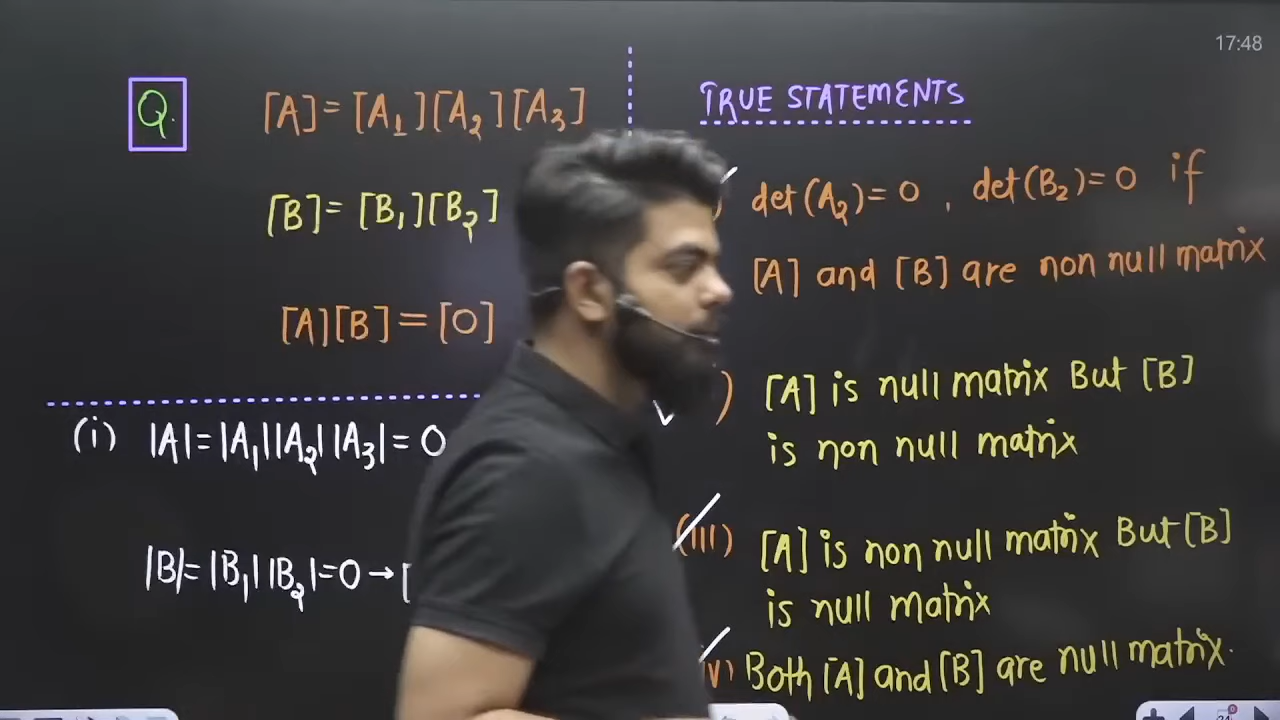 17:48
Q.
[A] = [A₁][A₂][A₃]
[B] = [B₁][B₂]
[A][B] = [0]
(i) |A| = |A₁| |A₂| |A₃| = 0
|B| = |B₁| |B₂| = 0 → [
TRUE STATEMENTS
) det (A₂) = 0 , det (B₂) = 0 if
[A] and [B] are non null matrix
) [A] is null matrix But [B]
is non null matrix
(iii) [A] is non null matrix But [B]
is null matrix
v) Both [A] and [B] are null matrix.